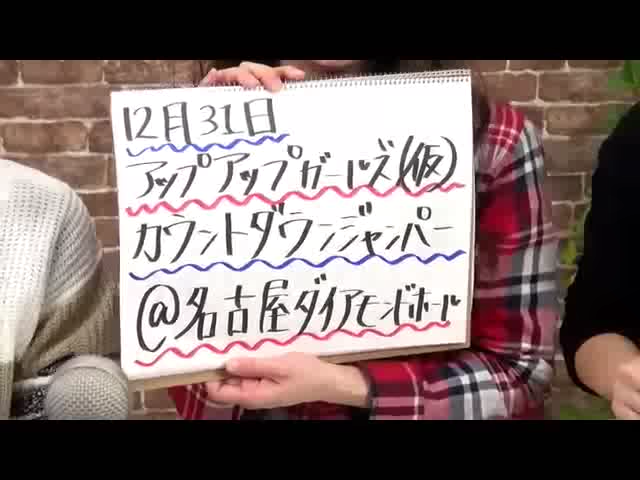 12月31日
アップアップガールズ(仮)
カウントダウンジャンパー
@名古屋ダイアモンドホール